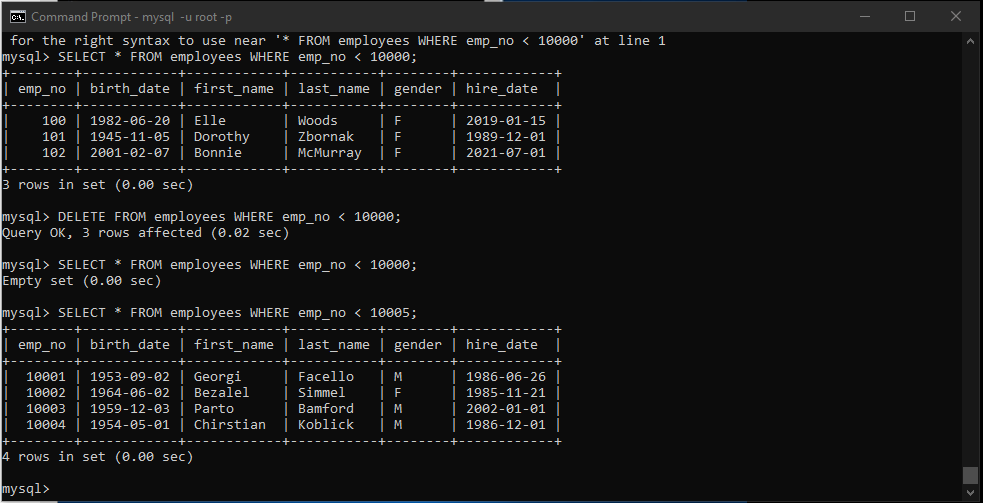 Command Prompt - mysql -u root -p
for the right syntax to use near '* FROM employees WHERE emp_no < 10000' at line 1
mysql> SELECT * FROM employees WHERE emp_no < 10000;
+--------+------------+------------+----------+--------+------------+
| emp_no | birth_date | first_name | last_name | gender | hire_date |
+--------+------------+------------+----------+--------+------------+
| 100 | 1982-06-20 | Elle | Woods | F | 2019-01-15 |
| 101 | 1945-11-05 | Dorothy | Zbornak | F | 1989-12-01 |
| 102 | 2001-02-07 | Bonnie | McMurray | F | 2021-07-01 |
+--------+------------+------------+----------+--------+------------+
3 rows in set (0.00 sec)
mysql> DELETE FROM employees WHERE emp_no < 10000;
Query OK, 3 rows affected (0.02 sec)
mysql> SELECT * FROM employees WHERE emp_no < 10000;
Empty set (0.00 sec)
mysql> SELECT * FROM employees WHERE emp_no < 10005;
+--------+------------+------------+----------+--------+------------+
| emp_no | birth_date | first_name | last_name | gender | hire_date |
+--------+------------+------------+----------+--------+------------+
| 10001 | 1953-09-02 | Georgi | Facello | M | 1986-06-26 |
| 10002 | 1964-06-02 | Bezalel | Simmel | F | 1985-11-21 |
| 10003 | 1959-12-03 | Parto | Bamford | M | 2002-01-01 |
| 10004 | 1954-05-01 | Chirstian | Koblick | M | 1986-12-01 |
+--------+------------+------------+----------+--------+------------+
4 rows in set (0.00 sec)
mysql>